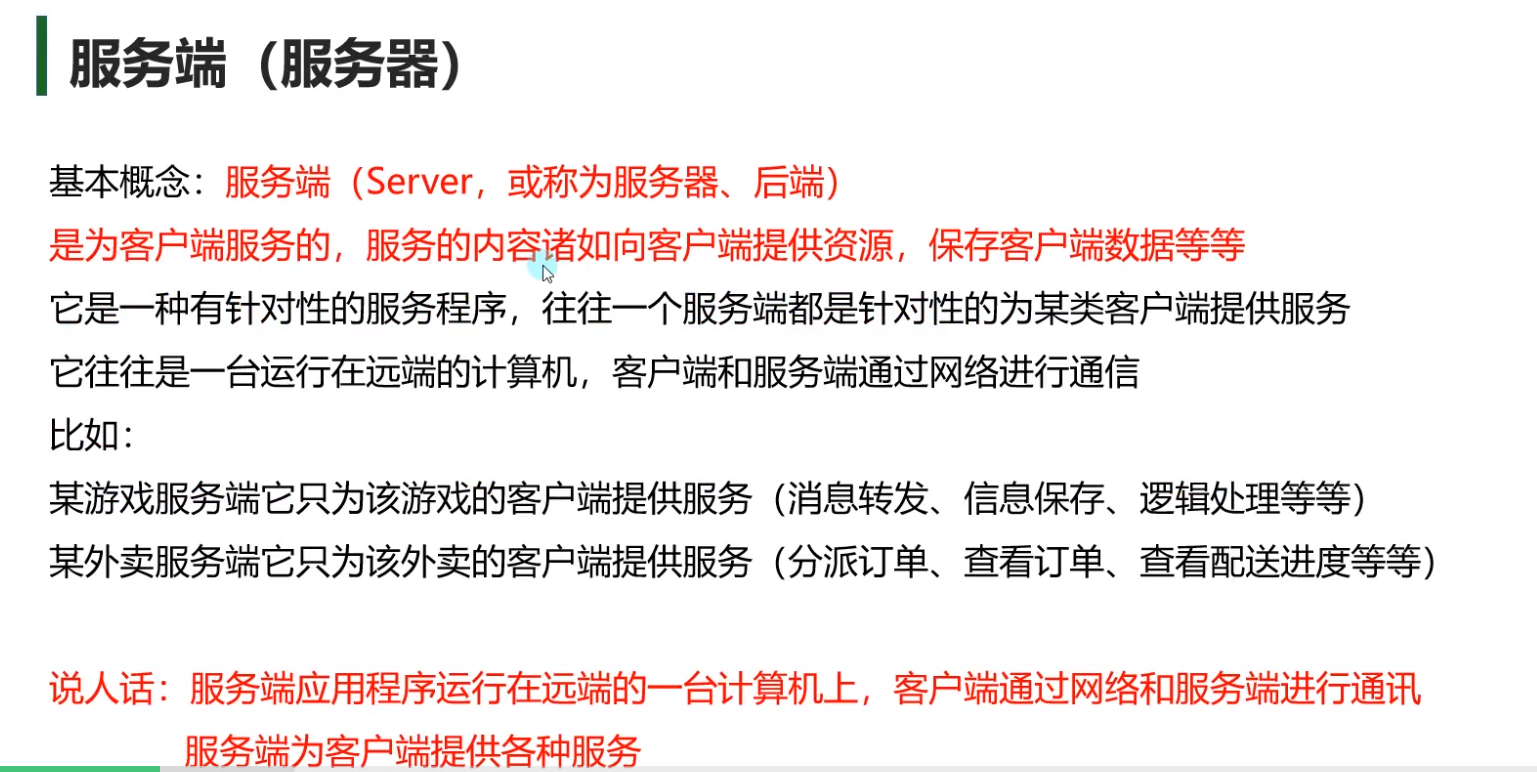 服务端（服务器）
基本概念：服务端（Server，或称为服务器、后端）
是为客户端服务的，服务的内容诸如向客户端提供资源，保存客户端数据等等
它是一种有针对性的服务程序，往往一个服务端都是针对性的为某类客户端提供服务
它往往是一台运行在远端的计算机，客户端和服务端通过网络进行通信
比如：
某游戏服务端它只为该游戏的客户端提供服务（消息转发、信息保存、逻辑处理等等）
某外卖服务端它只为该外卖的客户端提供服务（分派订单、查看订单、查看配送进度等等）
说人话：服务端应用程序运行在远端的一台计算机上，客户端通过网络和服务端进行通讯
服务端为客户端提供各种服务